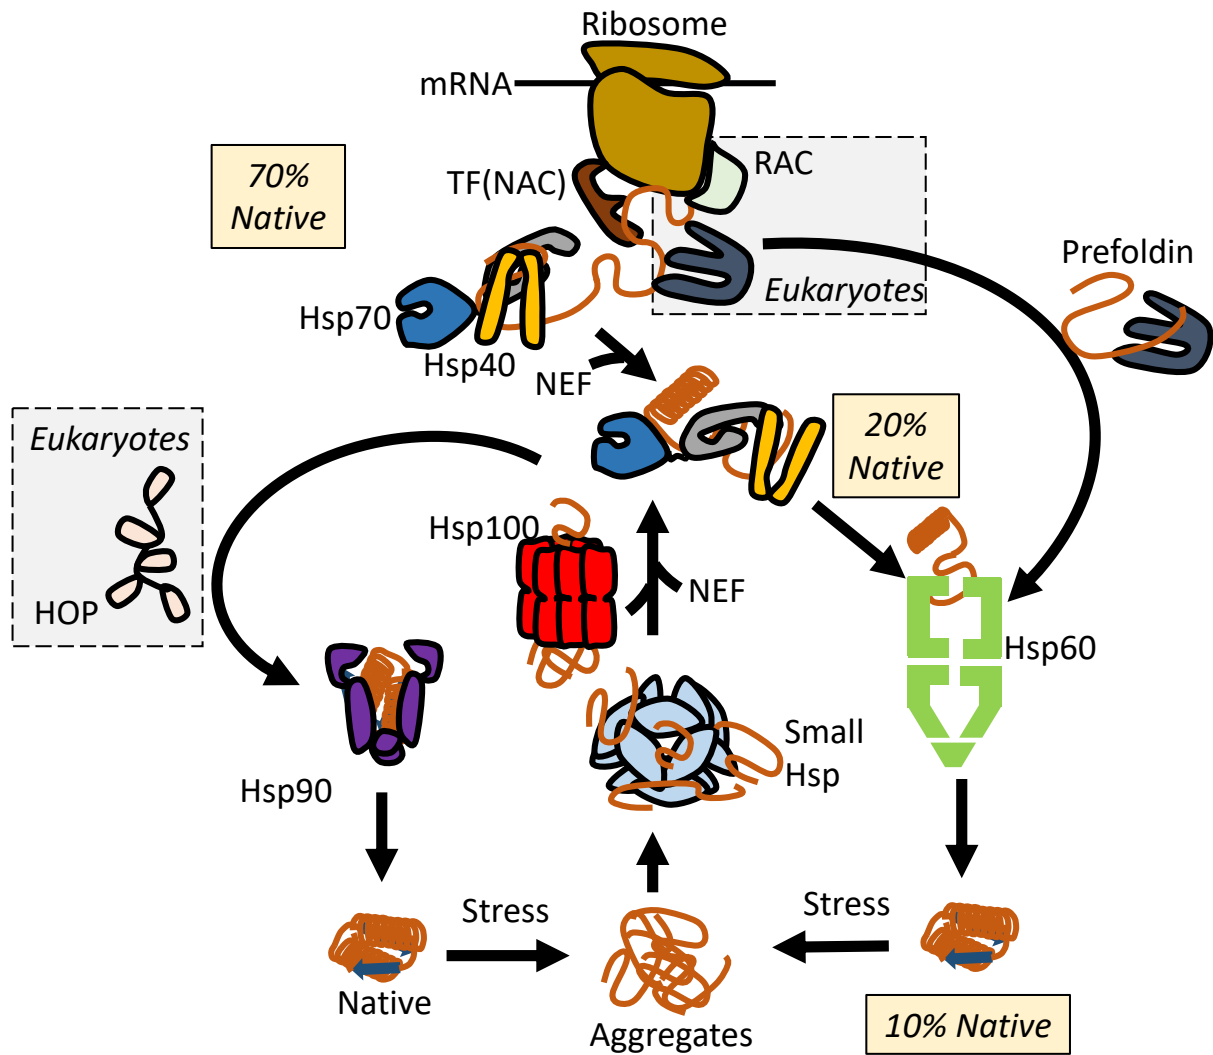 Ribosome
mRNA
RAC
70%
Native
TF(NAC)
Prefoldin
Eukaryotes
Hsp70
Hsp40
NEF
20%
Native
Eukaryotes
HOP
Hsp100
NEF
Hsp60
Small
Hsp
Hsp90
Stress
Stress
Native
Aggregates
10% Native